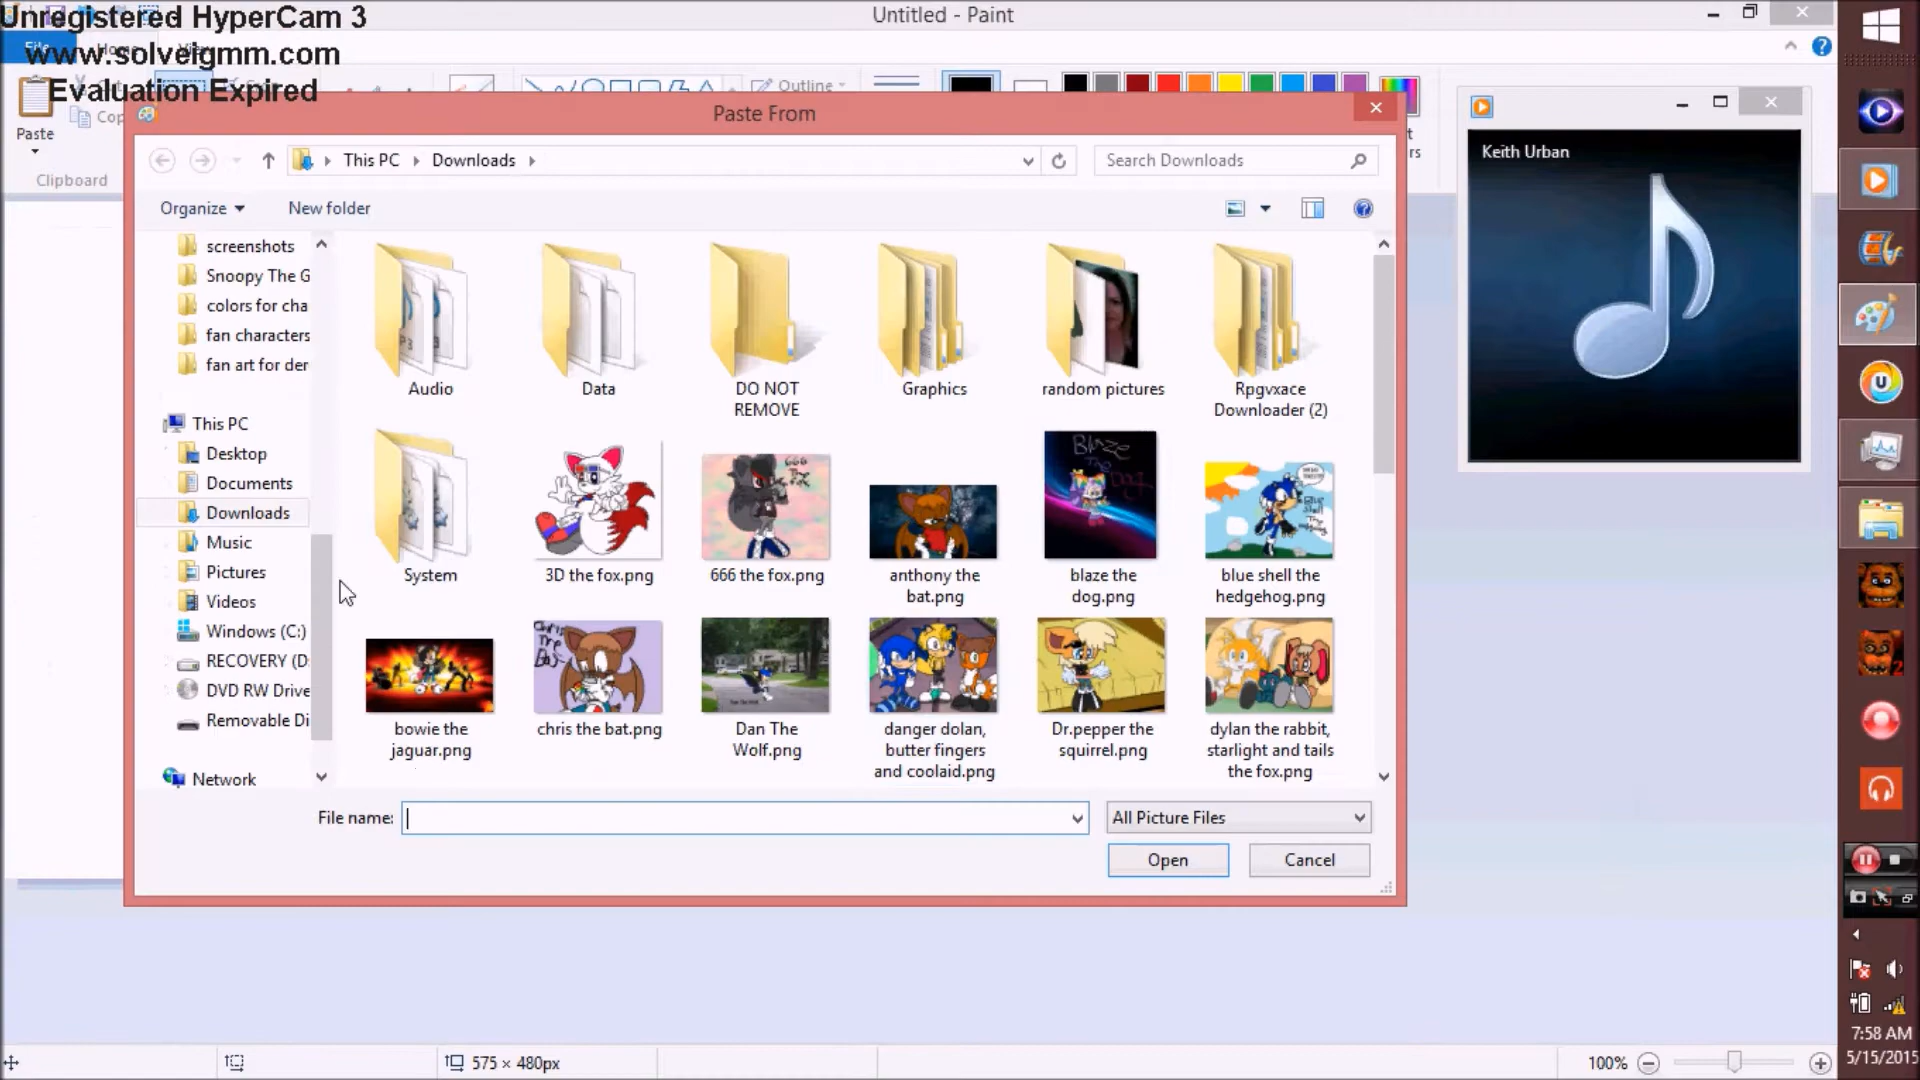 Unregistered HyperCam 3
www.solveigmm.com
Evaluation Expired
Untitled - Paint
File
Home
View
Paste
Clipboard
Outline
Paste From
This PC
Downloads
Search Downloads
Organize
New folder
screenshots
Snoopy The G
colors for cha
fan characters
fan art for der
This PC
Desktop
Documents
Downloads
Music
Pictures
Videos
Windows (C:)
RECOVERY (D:
DVD RW Drive
Removable Di
Network
Audio
Data
DO NOT
REMOVE
Graphics
random pictures
Rpgvxace
Downloader (2)
System
3D the fox.png
666 the fox.png
anthony the
bat.png
blaze the
dog.png
blue shell the
hedgehog.png
bowie the
jaguar.png
chris the bat.png
Dan The
Wolf.png
danger dolan,
butter fingers
and coolaid.png
Dr.pepper the
squirrel.png
dylan the rabbit,
starlight and tails
the fox.png
File name:
All Picture Files
Open
Cancel
Keith Urban
575 × 480px
100%
7:58 AM
5/15/2015